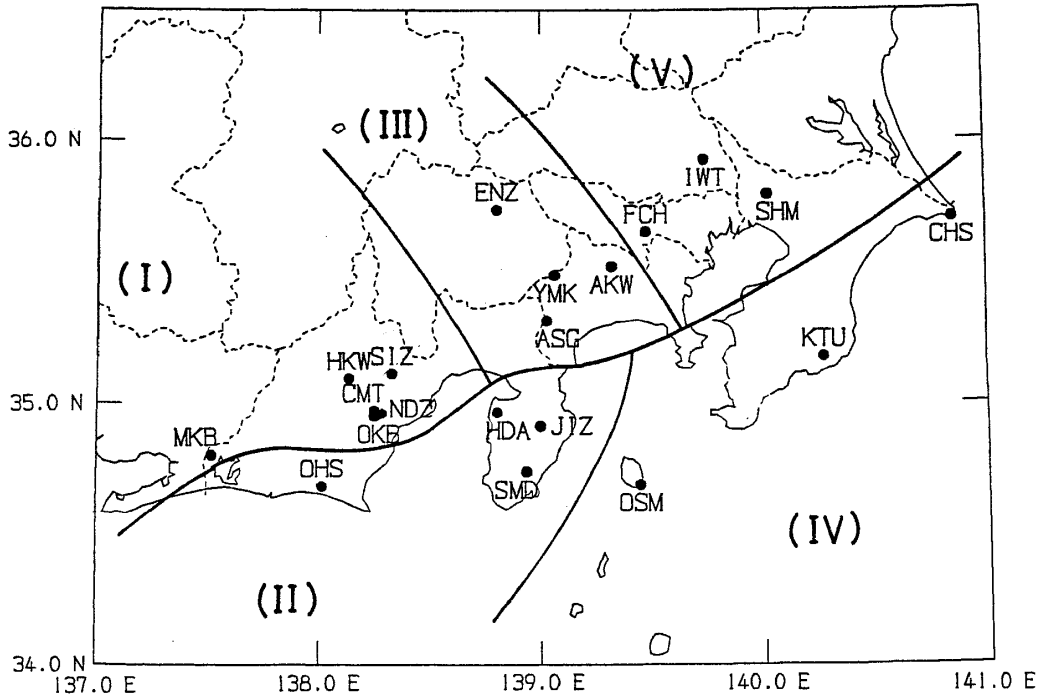 (V)
36.0 N
(III)
IWT
ENZ
SHM
FCH
CHS
(I)
YMK
AKW
ASG
KTU
HKW
SIZ
35.0 N
CMT
NDZ
OKB
HDA
JIZ
MKB
OHS
SMD
OSM
(IV)
(II)
34.0 N
137.0 E
138.0 E
139.0 E
140.0 E
141.0 E